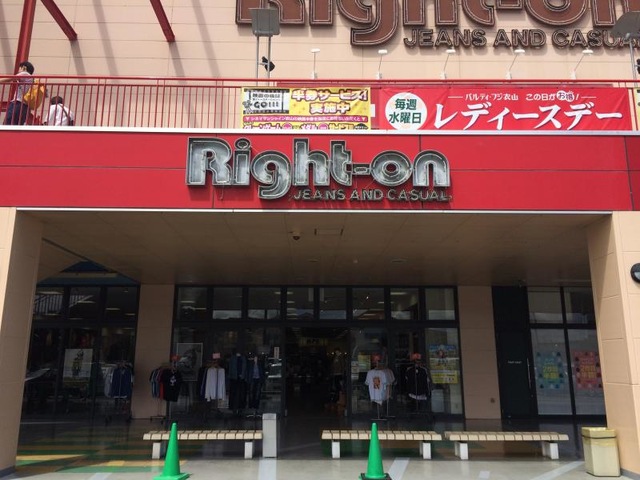 Right-on
JEANS AND CASUAL
半券サービス!
実施中
GO!!!
毎週
水曜日
パルティ・フジ衣山 この日がお得!
レディースデー
Right-on
JEANS AND CASUAL